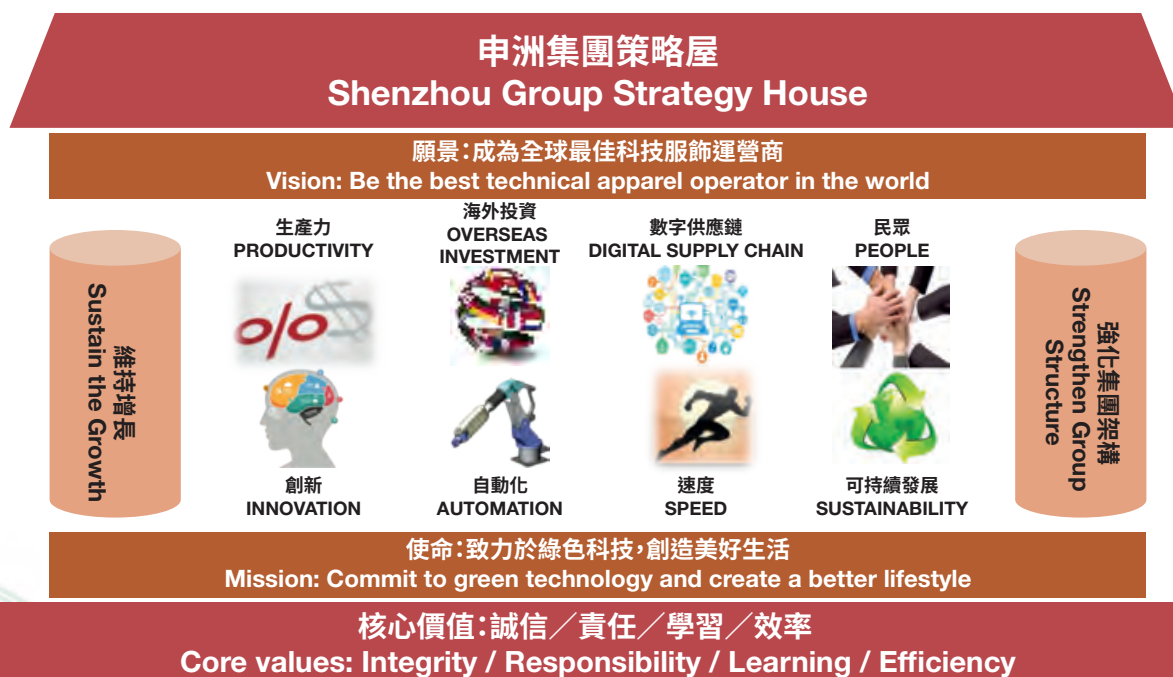 申洲集團策略屋
Shenzhou Group Strategy House
願景：成為全球最佳科技服飾運營商
Vision: Be the best technical apparel operator in the world
維持增長
Sustain the Growth
生產力
PRODUCTIVITY
海外投資
OVERSEAS
INVESTMENT
數字供應鏈
DIGITAL SUPPLY CHAIN
民眾
PEOPLE
%
$
創新
INNOVATION
自動化
AUTOMATION
速度
SPEED
可持續發展
SUSTAINABILITY
強化集團架構
Strengthen Group
Structure
使命：致力於綠色科技，創造美好生活
Mission: Commit to green technology and create a better lifestyle
核心價值：誠信／責任／學習／效率
Core values: Integrity / Responsibility / Learning / Efficiency